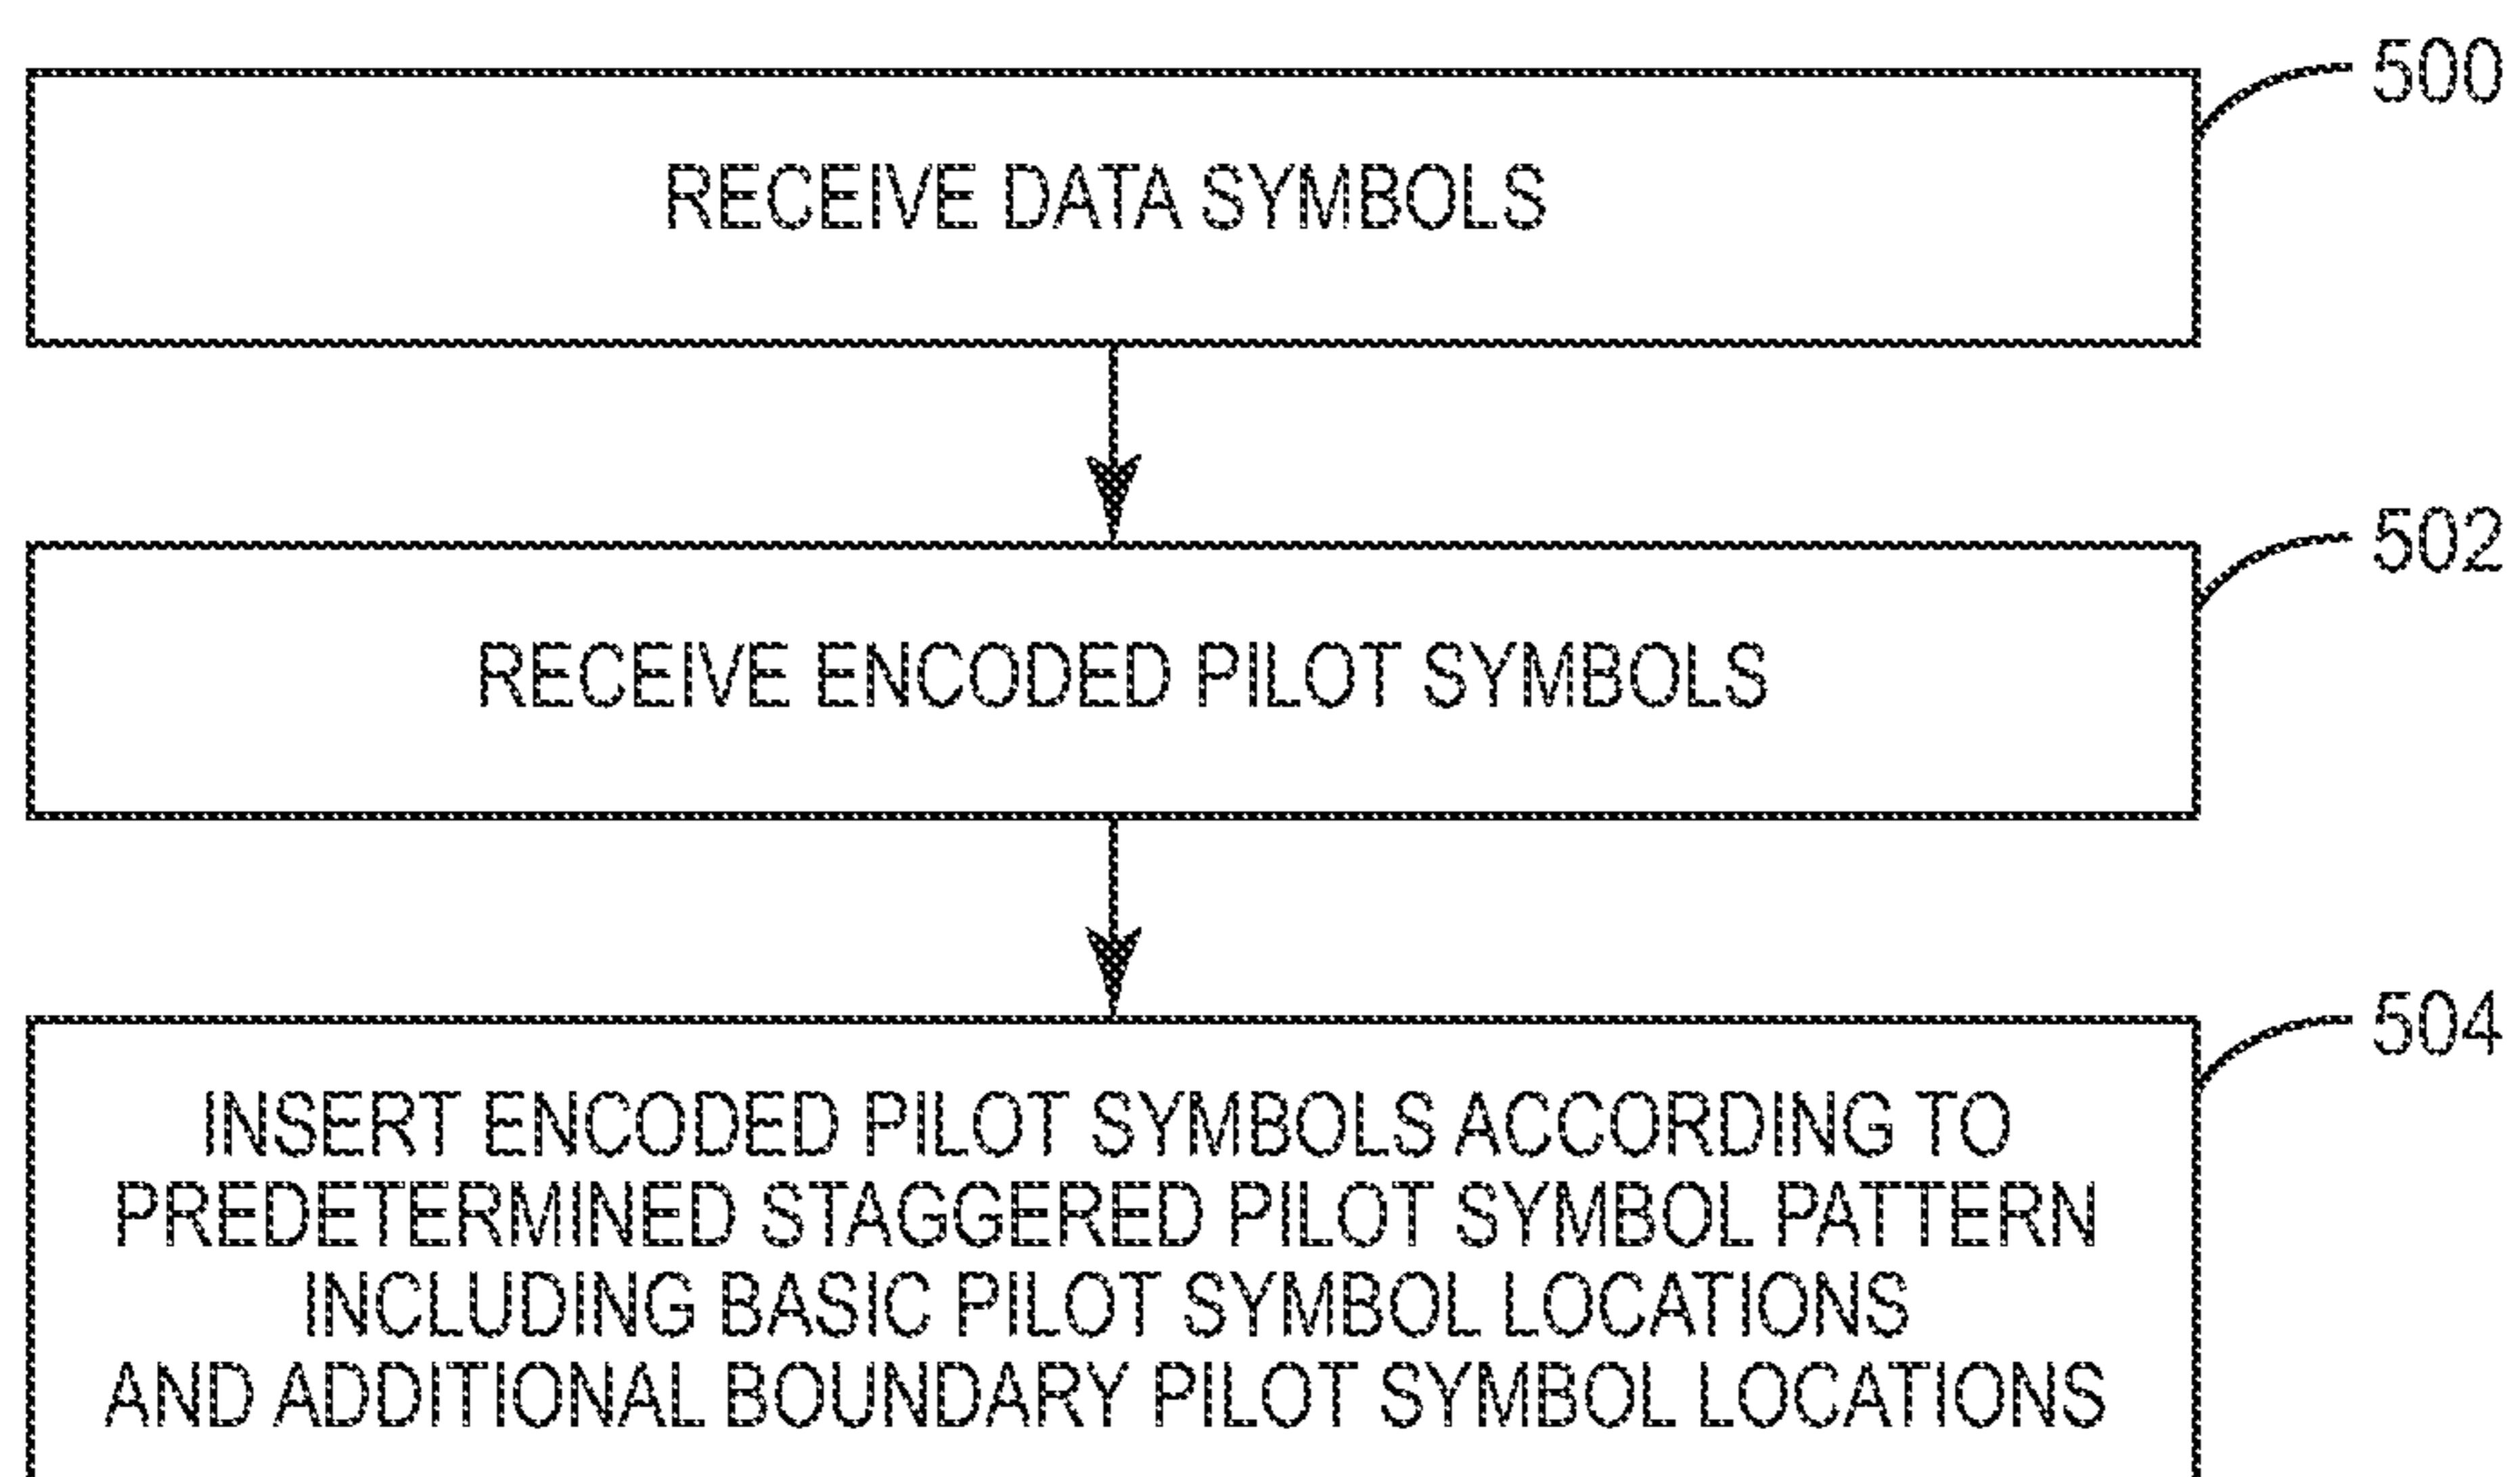 500
RECEIVE DATA SYMBOLS
502
RECEIVE ENCODED PILOT SYMBOLS
504
INSERT ENCODED PILOT SYMBOLS ACCORDING TO
PREDETERMINED STAGGERED PILOT SYMBOL PATTERN
INCLUDING BASIC PILOT SYMBOL LOCATIONS
AND ADDITIONAL BOUNDARY PILOT SYMBOL LOCATIONS